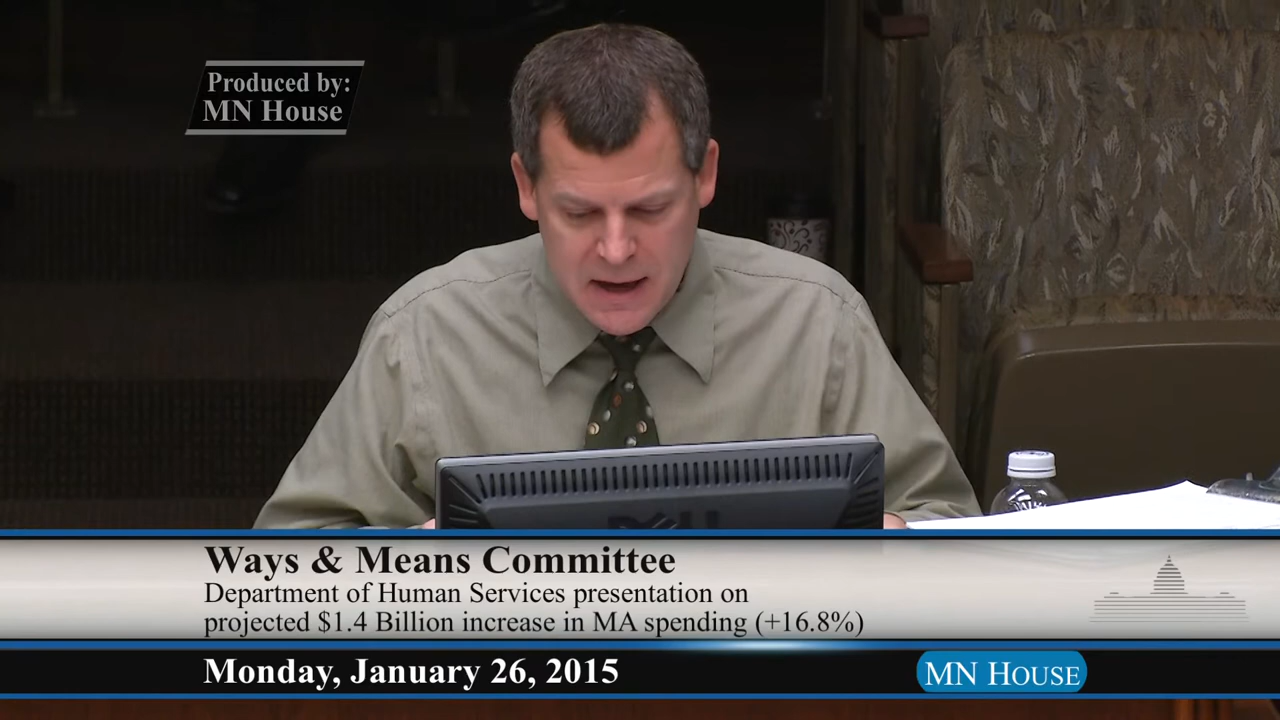 Produced by:
MN House
DELL
Ways & Means Committee
Department of Human Services presentation on
projected $1.4 Billion increase in MA spending (+16.8%)
Monday, January 26, 2015
MN HOUSE